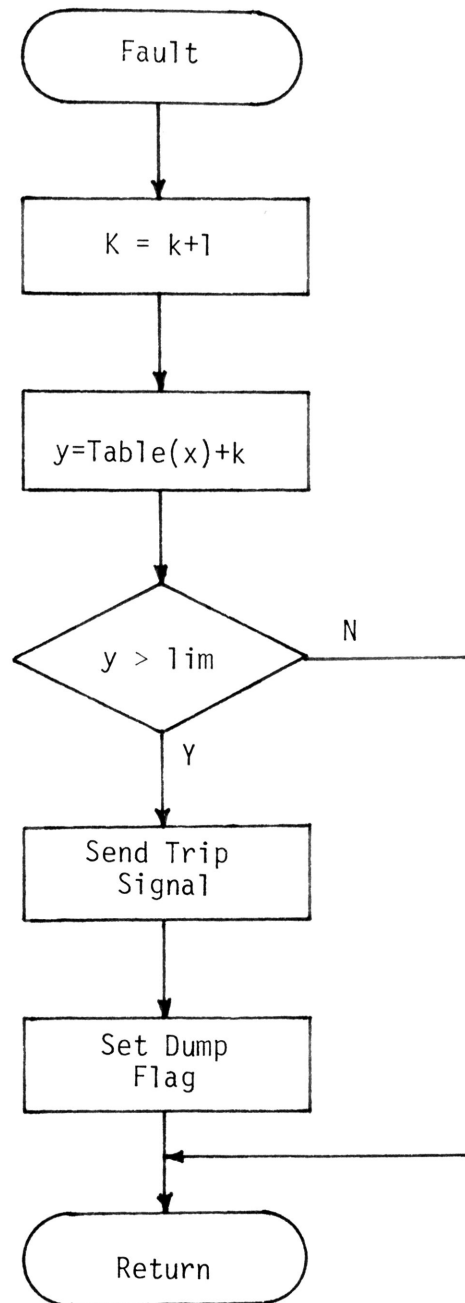 Fault
K = k+1
y=Table(x)+k
y > lim
N
Y
Send Trip
Signal
Set Dump
Flag
Return